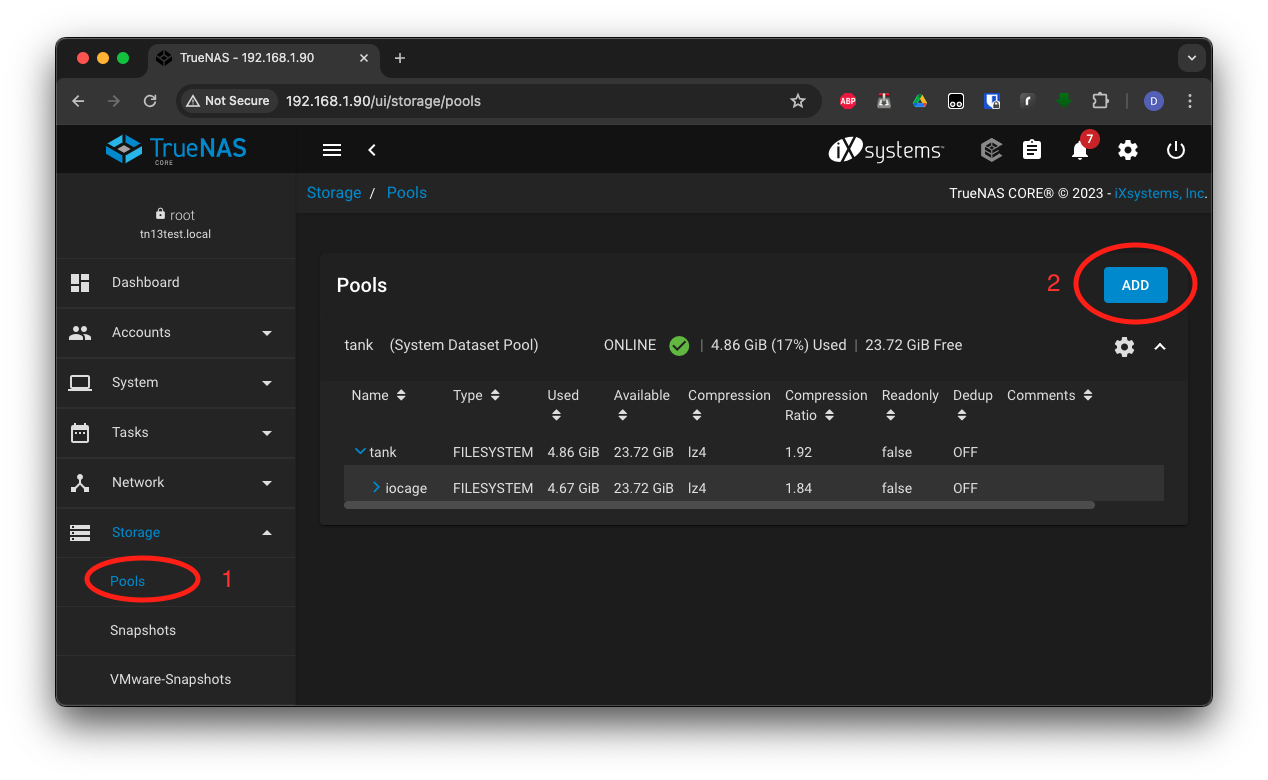 TrueNAS - 192.168.1.90
Not Secure 192.168.1.90/ui/storage/pools
ABP
r
D
TrueNAS
CORE
iXsystems™
7
root
tn13test.local
Storage / Pools
TrueNAS CORE® © 2023 - iXsystems, Inc.
Dashboard
Accounts
System
Tasks
Network
Storage
Pools 1
Snapshots
VMware-Snapshots
Pools 2 ADD
tank (System Dataset Pool) ONLINE | 4.86 GiB (17%) Used | 23.72 GiB Free
Name Type Used Available Compression Compression Ratio Readonly Dedup Comments
tank FILESYSTEM 4.86 GiB 23.72 GiB lz4 1.92 false OFF
iocage FILESYSTEM 4.67 GiB 23.72 GiB lz4 1.84 false OFF